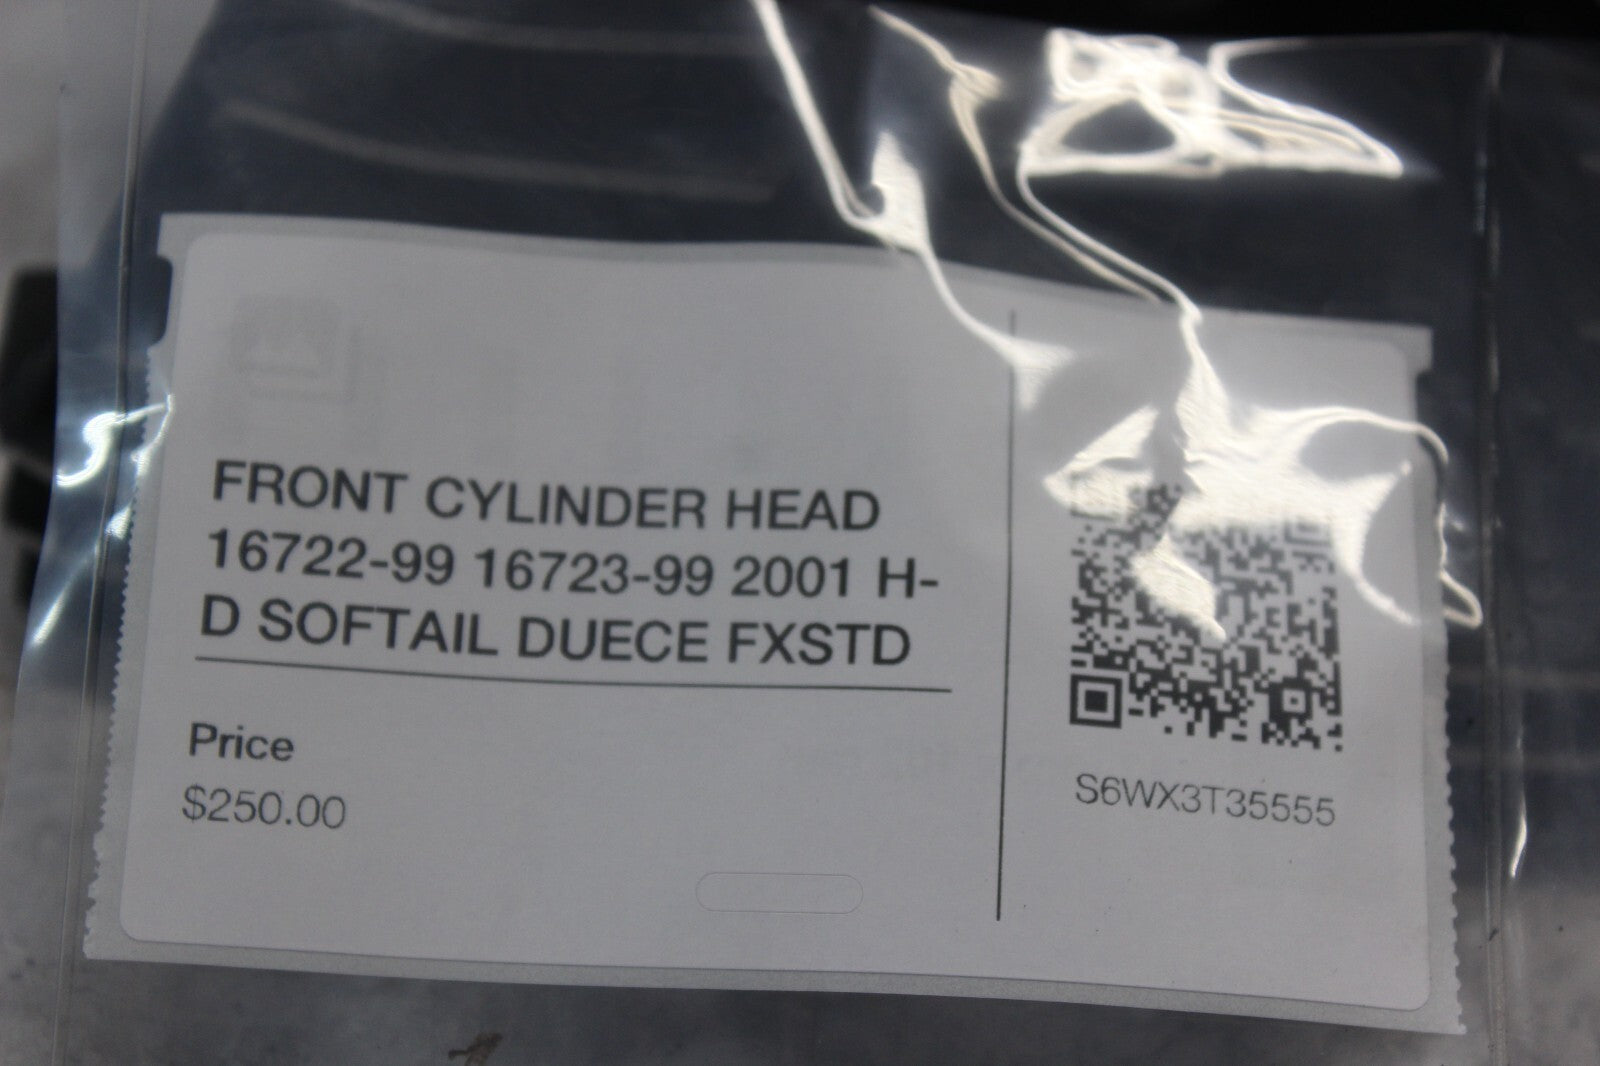 FRONT CYLINDER HEAD
16722-99 16723-99 2001 H-
D SOFTAIL DUECE FXSTD
Price
$250.00
S6WX3T35555